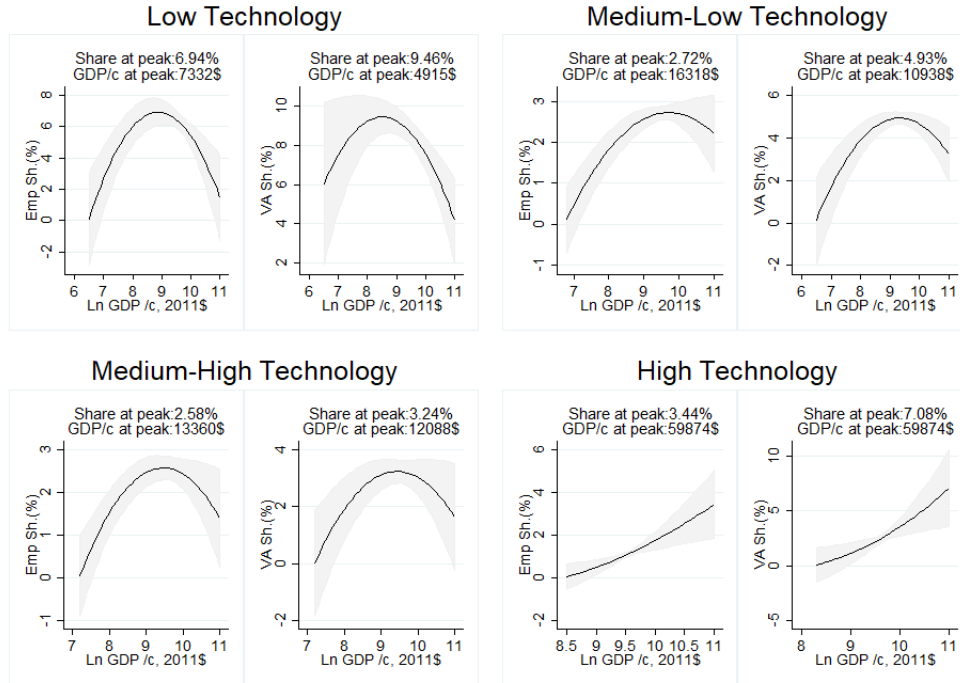 Low Technology
Share at peak:6.94%
GDP/c at peak:7332$
Emp Sh.(%)
8
6
4
2
0
-2
6 7 8 9 10 11
Ln GDP /c, 2011$
Share at peak:9.46%
GDP/c at peak:4915$
VA Sh.(%)
10
8
6
4
2
6 7 8 9 10 11
Ln GDP /c, 2011$
Medium-Low Technology
Share at peak:2.72%
GDP/c at peak:16318$
Emp Sh.(%)
3
2
1
0
-1
7 8 9 10 11
Ln GDP /c, 2011$
Share at peak:4.93%
GDP/c at peak:10938$
VA Sh.(%)
6
4
2
0
-2
6 7 8 9 10 11
Ln GDP /c, 2011$
Medium-High Technology
Share at peak:2.58%
GDP/c at peak:13360$
Emp Sh.(%)
3
2
1
0
-1
7 8 9 10 11
Ln GDP /c, 2011$
Share at peak:3.24%
GDP/c at peak:12088$
VA Sh.(%)
4
2
0
-2
7 8 9 10 11
Ln GDP /c, 2011$
High Technology
Share at peak:3.44%
GDP/c at peak:59874$
Emp Sh.(%)
6
4
2
0
-2
8.5 9 9.5 10 10.5 11
Ln GDP /c, 2011$
Share at peak:7.08%
GDP/c at peak:59874$
VA Sh.(%)
10
5
0
-5
8 9 10 11
Ln GDP /c, 2011$